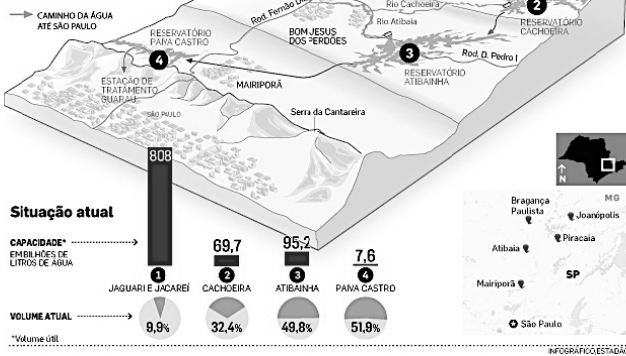 CAMINHO DA ÁGUA
ATÉ SÃO PAULO
Rod. Fernão Di
Rio Cachoeira
Rio Atibaia
2
RESERVATÓRIO
CACHOEIRA
RESERVATÓRIO
PAIVA CASTRO
4
BOM JESUS
DOS PERDÕES
3
Rod. D. Pedro I
RESERVATÓRIO
ATIBAINHA
ESTAÇÃO DE
TRATAMENTO
GUARAU
MAIRIPORÃ
SÃO PAULO
Serra da Cantareira
N
Situação atual
CAPACIDADE*
EM BILHÕES DE
LITROS DE ÁGUA
808
69,7
95,2
7,6
1
2
3
4
JAGUARI E JACAREÍ
CACHOEIRA
ATIBAINHA
PAIVA CASTRO
VOLUME ATUAL
9,9%
32,4%
49,8%
51,9%
*Volume útil
MG
Bragança
Paulista
Joanópolis
Piracaia
Atibaia
SP
Mairiporã
São Paulo
INFOGRÁFICO/ESTADÃO